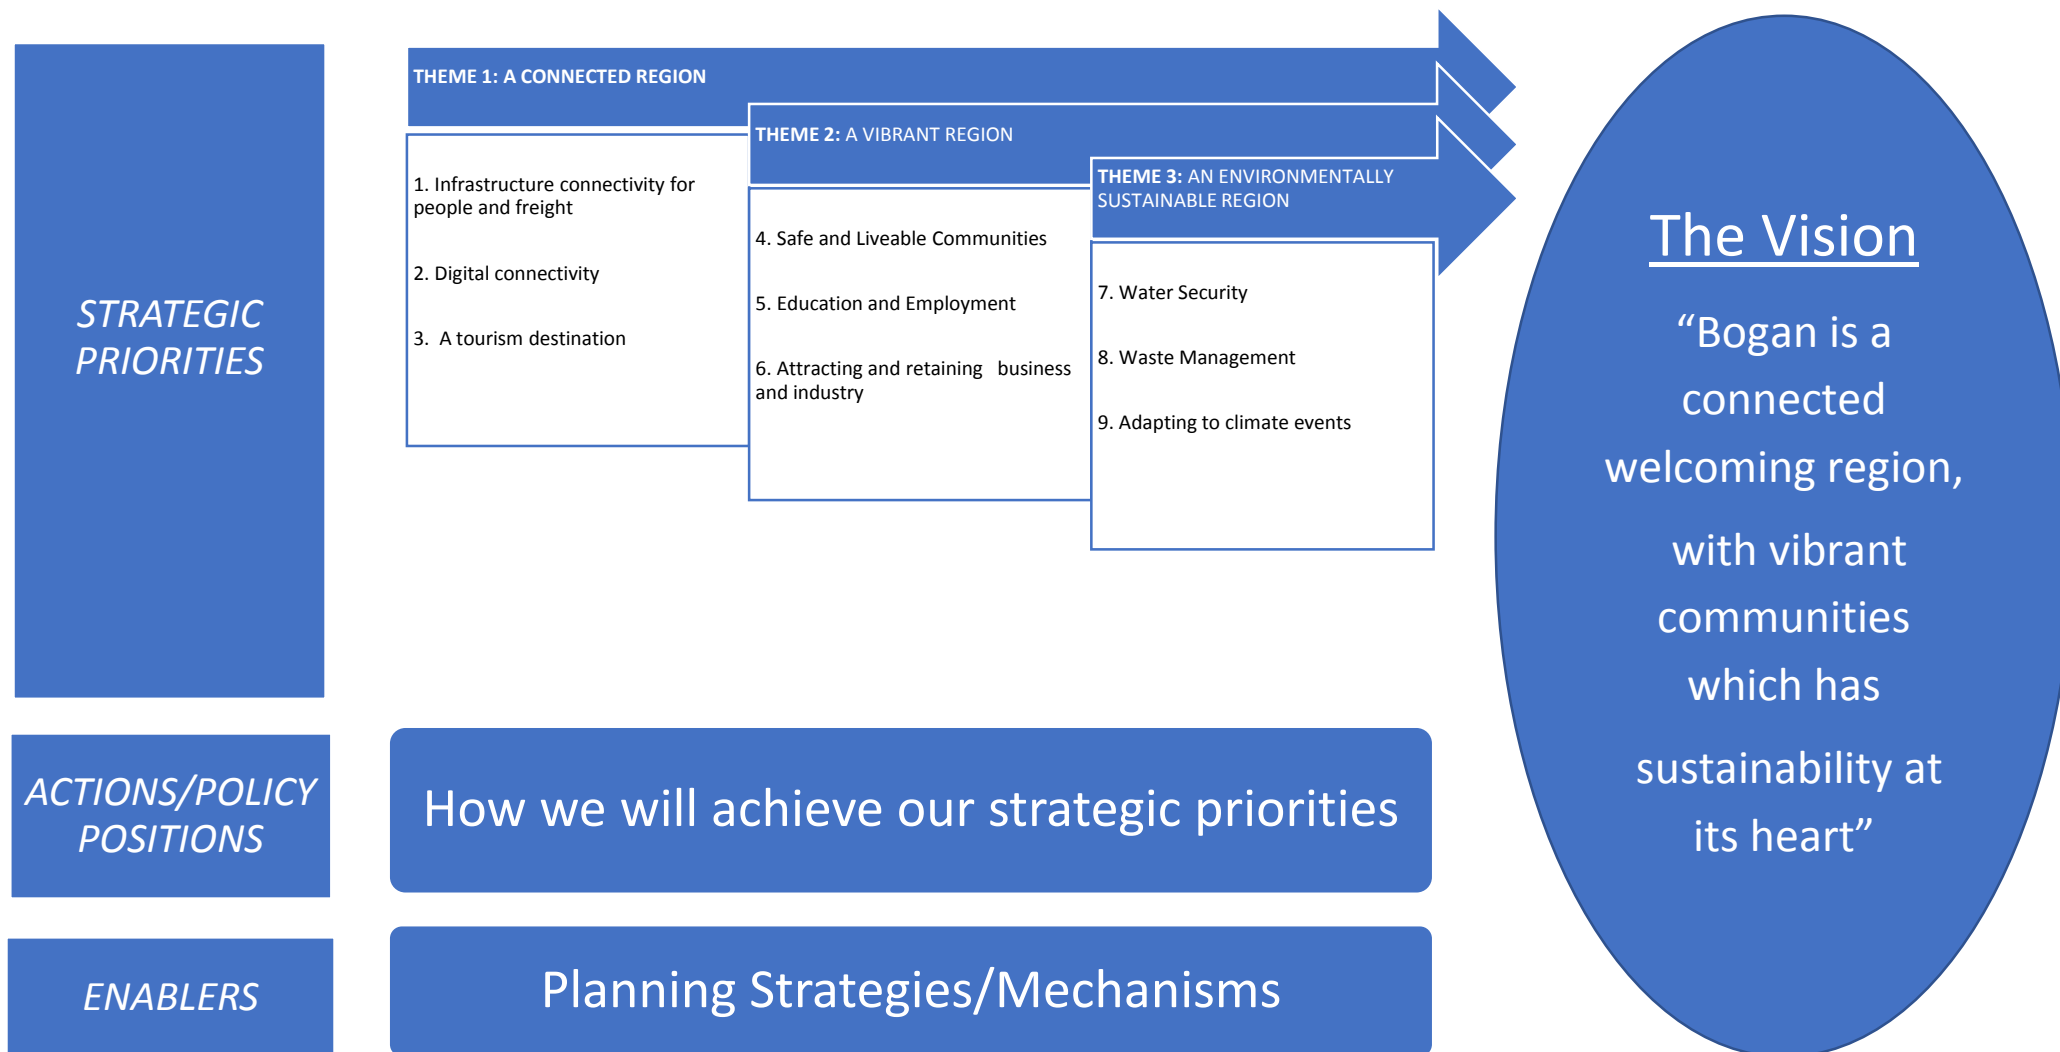 STRATEGIC
PRIORITIES
THEME 1: A CONNECTED REGION
1. Infrastructure connectivity for
people and freight
2. Digital connectivity
3.  A tourism destination
THEME 2: A VIBRANT REGION
4. Safe and Liveable Communities
5. Education and Employment
6. Attracting and retaining   business
and industry
THEME 3: AN ENVIRONMENTALLY
SUSTAINABLE REGION
7. Water Security
8. Waste Management
9. Adapting to climate events
ACTIONS/POLICY
POSITIONS
How we will achieve our strategic priorities
ENABLERS
Planning Strategies/Mechanisms
The Vision
“Bogan is a
connected
welcoming region,
with vibrant
communities
which has
sustainability at
its heart”